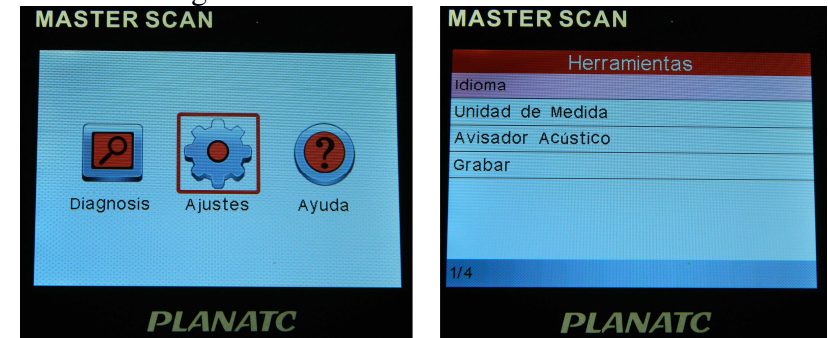 MASTER SCAN
Diagnosis
Ajustes
Ayuda
PLANATC
MASTER SCAN
Herramientas
Idioma
Unidad de Medida
Avisador Acústico
Grabar
1/4
PLANATC